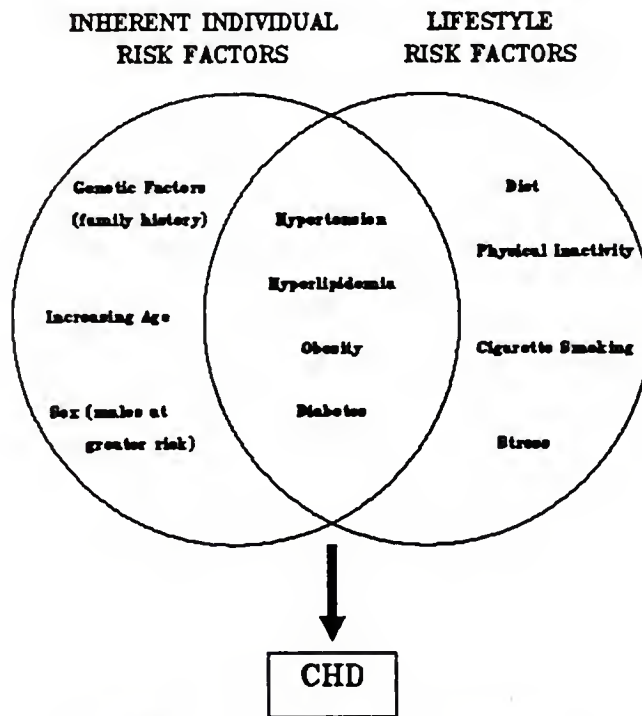 INHERENT INDIVIDUAL
RISK FACTORS
LIFESTYLE
RISK FACTORS
Genetic Factors
(family history)
Increasing Age
Sex (males at
greater risk)
Hypertension
Hyperlipidemia
Obesity
Diabetes
Diet
Physical Inactivity
Cigarette Smoking
Stress
CHD